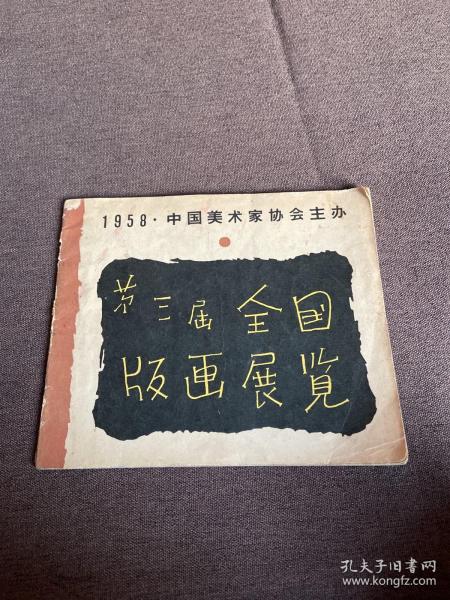 1958·中国美术家协会主办
第三届全国
版画展览
孔夫子旧书网
www.kongfz.com